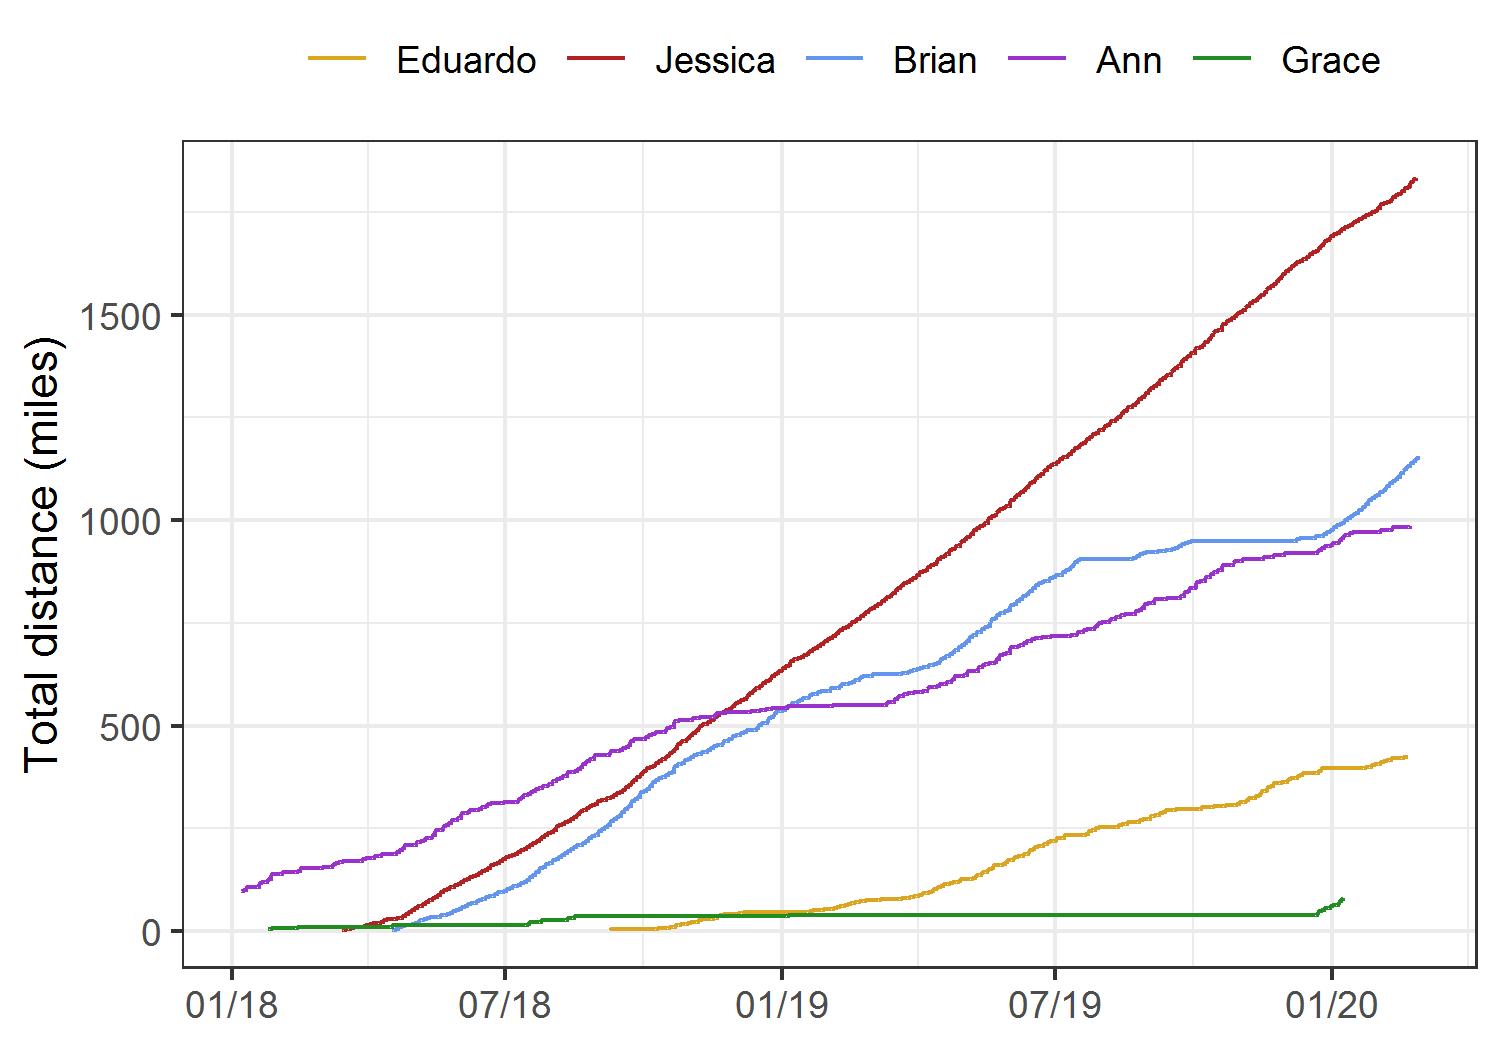 Eduardo Jessica Brian Ann Grace
Total distance (miles)
1500
1000
500
0
01/18 07/18 01/19 07/19 01/20